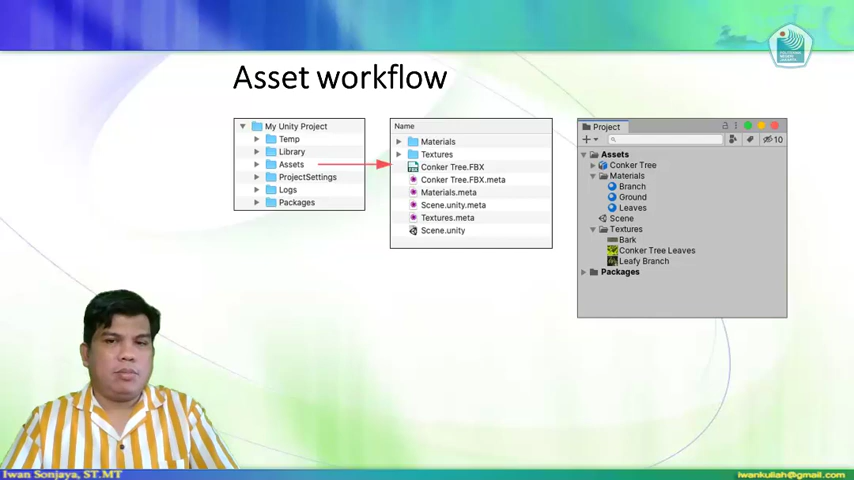 Asset workflow
My Unity Project
Temp
Library
Assets
ProjectSettings
Logs
Packages
Name
Materials
Textures
Conker Tree.FBX
Conker Tree.FBX.meta
Materials.meta
Scene.unity.meta
Textures.meta
Scene.unity
FBX
Project
10
Assets
Conker Tree
Materials
Branch
Ground
Leaves
Scene
Textures
Bark
Conker Tree Leaves
Leafy Branch
Packages
Iwan Sonjaya, ST.MT
iwankullah@gmail.com